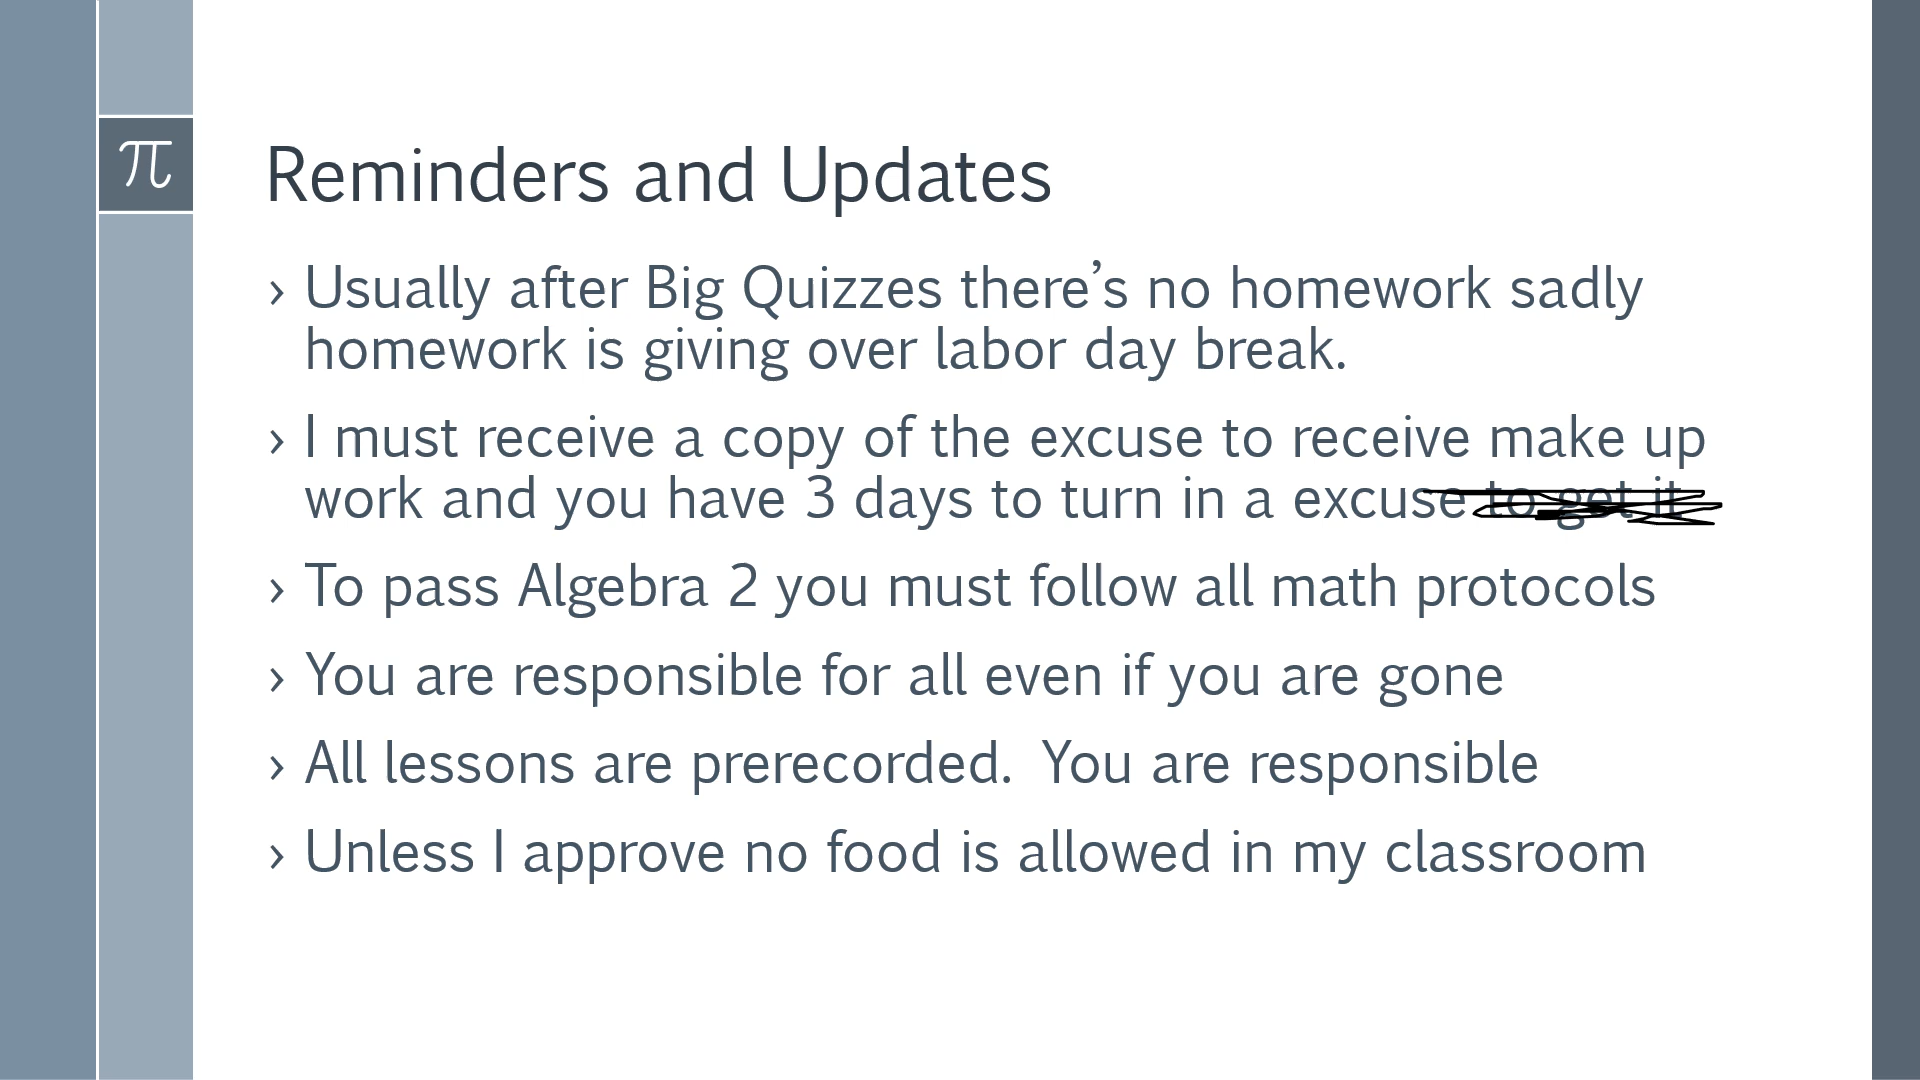 π
Reminders and Updates
› Usually after Big Quizzes there’s no homework sadly
homework is giving over labor day break.
› I must receive a copy of the excuse to receive make up
work and you have 3 days to turn in a excuse to get it
› To pass Algebra 2 you must follow all math protocols
› You are responsible for all even if you are gone
› All lessons are prerecorded.  You are responsible
› Unless I approve no food is allowed in my classroom